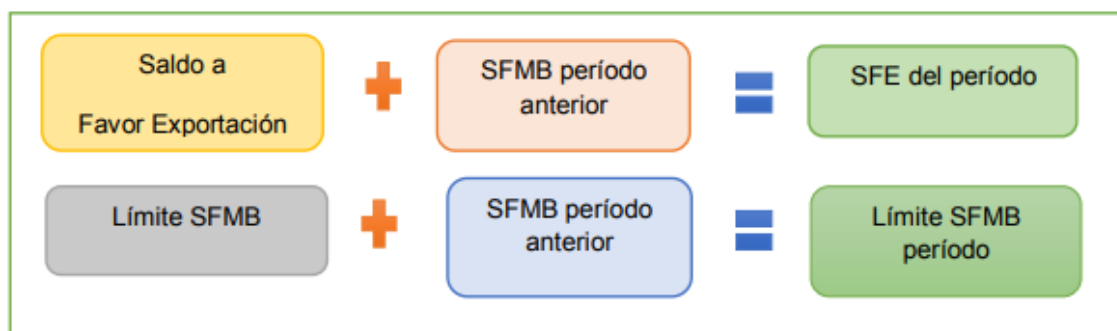 Saldo a
Favor Exportación
SFMB período
anterior
SFE del período
Límite SFMB
SFMB período
anterior
Límite SFMB
período